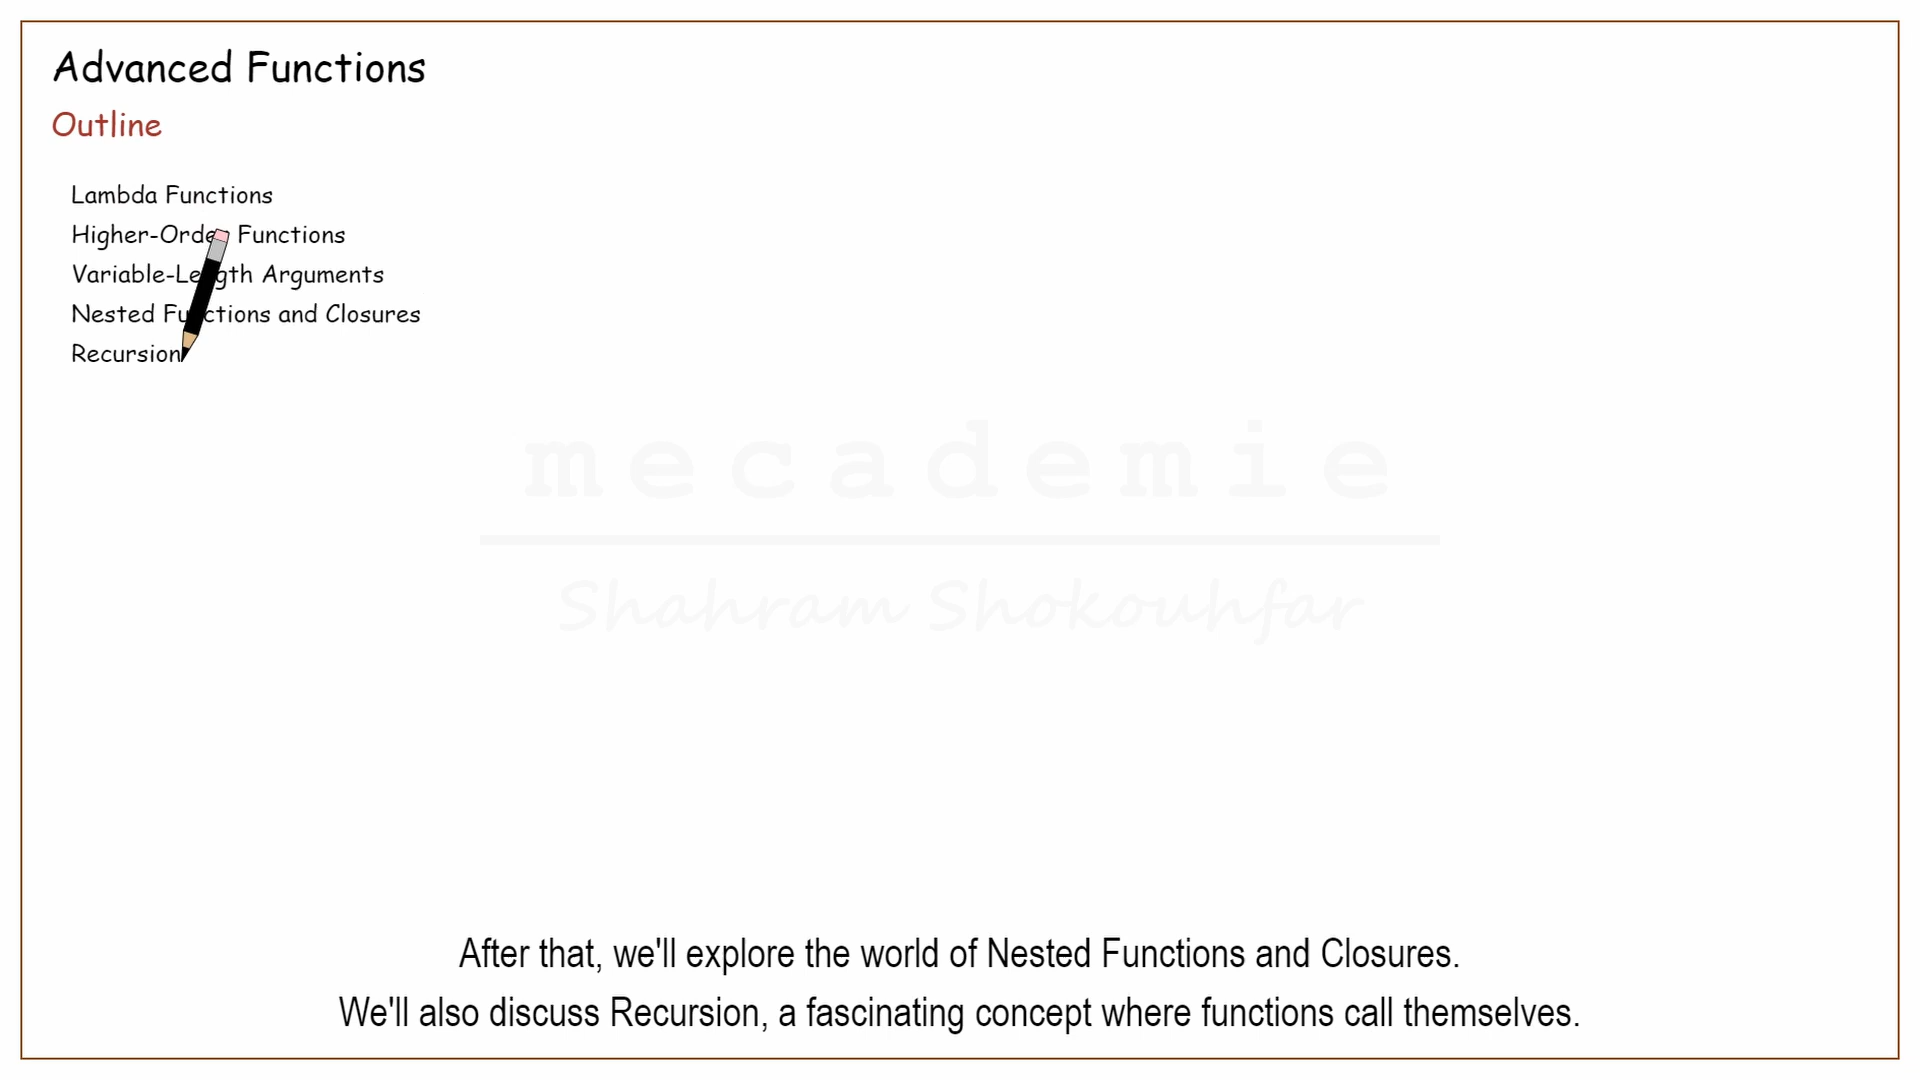 Advanced Functions
Outline
Lambda Functions
Higher-Order Functions
Variable-Length Arguments
Nested Functions and Closures
Recursion
mecademie
Shahram Shokouhfar
After that, we'll explore the world of Nested Functions and Closures.
We'll also discuss Recursion, a fascinating concept where functions call themselves.